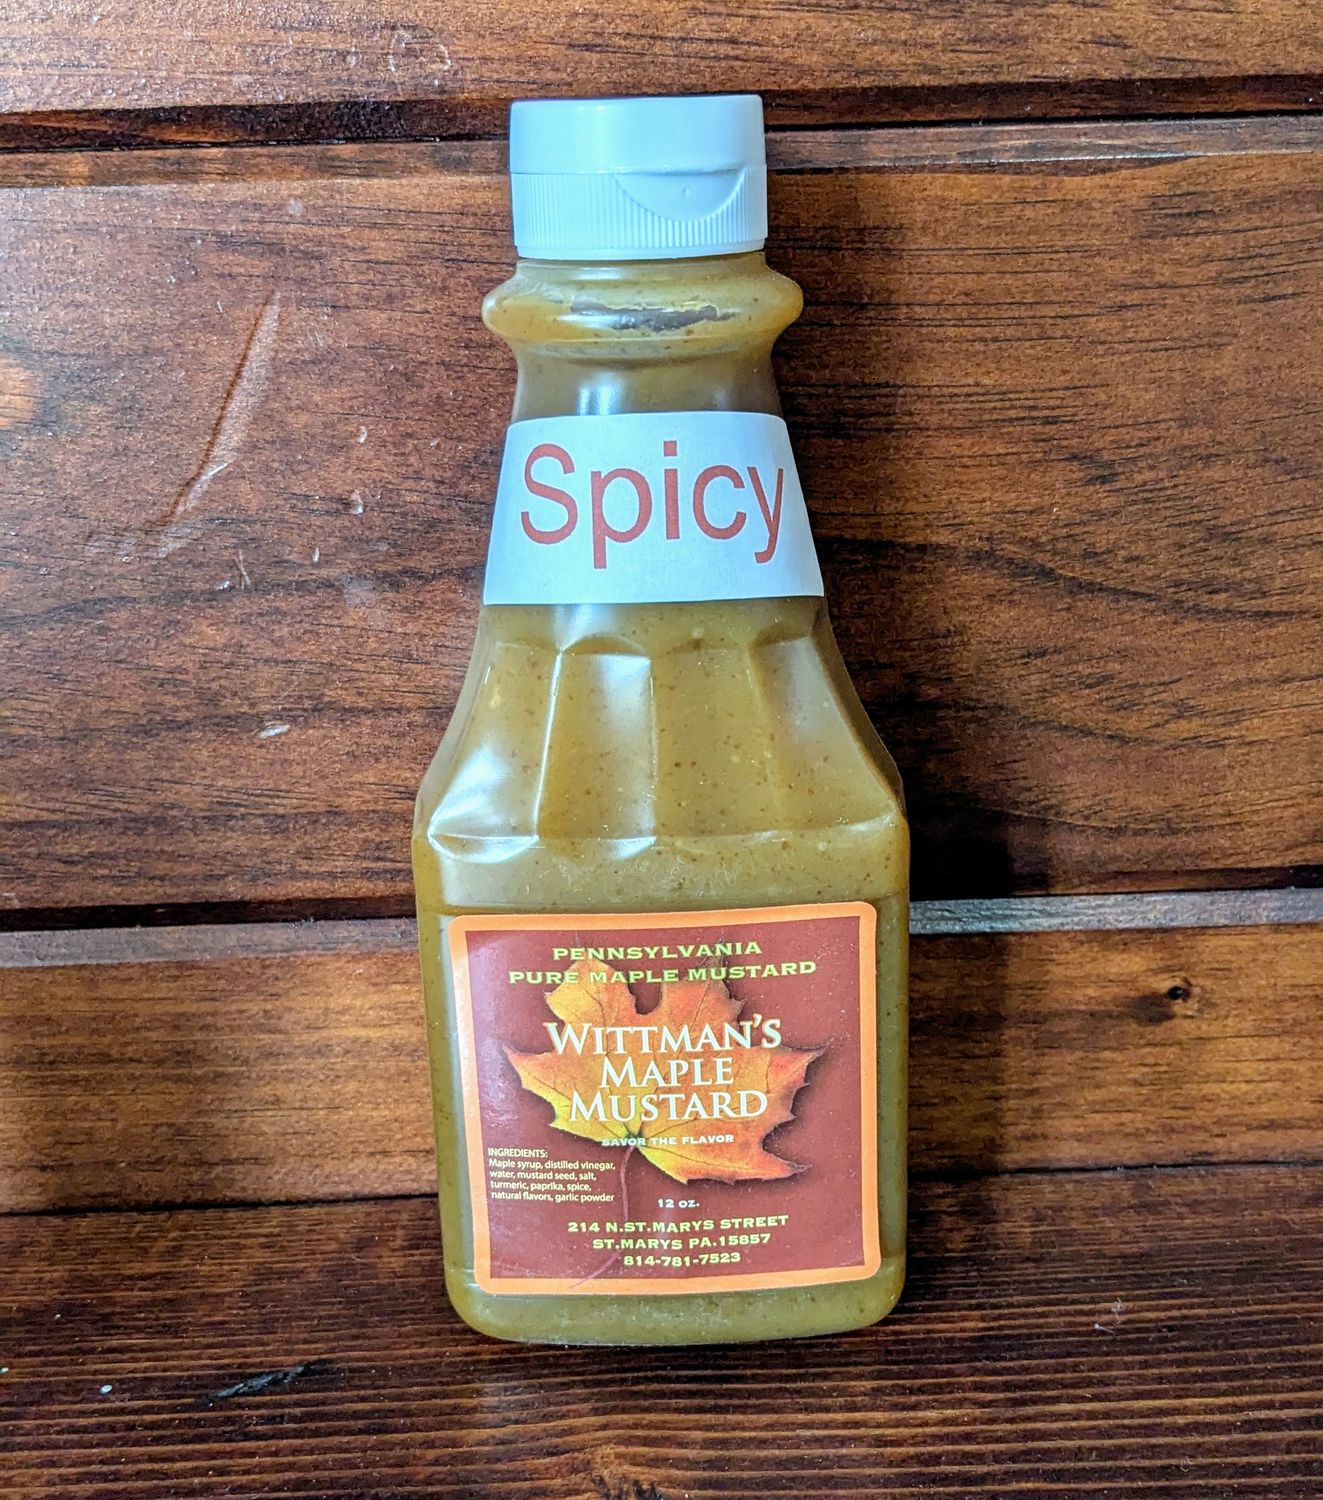 Spicy
PENNSYLVANIA
PURE MAPLE MUSTARD
WITTMAN'S
MAPLE
MUSTARD
SAVOR THE FLAVOR
INGREDIENTS:
Maple syrup, distilled vinegar,
water, mustard seed, salt,
turmeric, paprika, spice,
natural flavors, garlic powder
12 oz.
214 N.ST.MARYS STREET
ST.MARYS PA.15857
814-781-7523